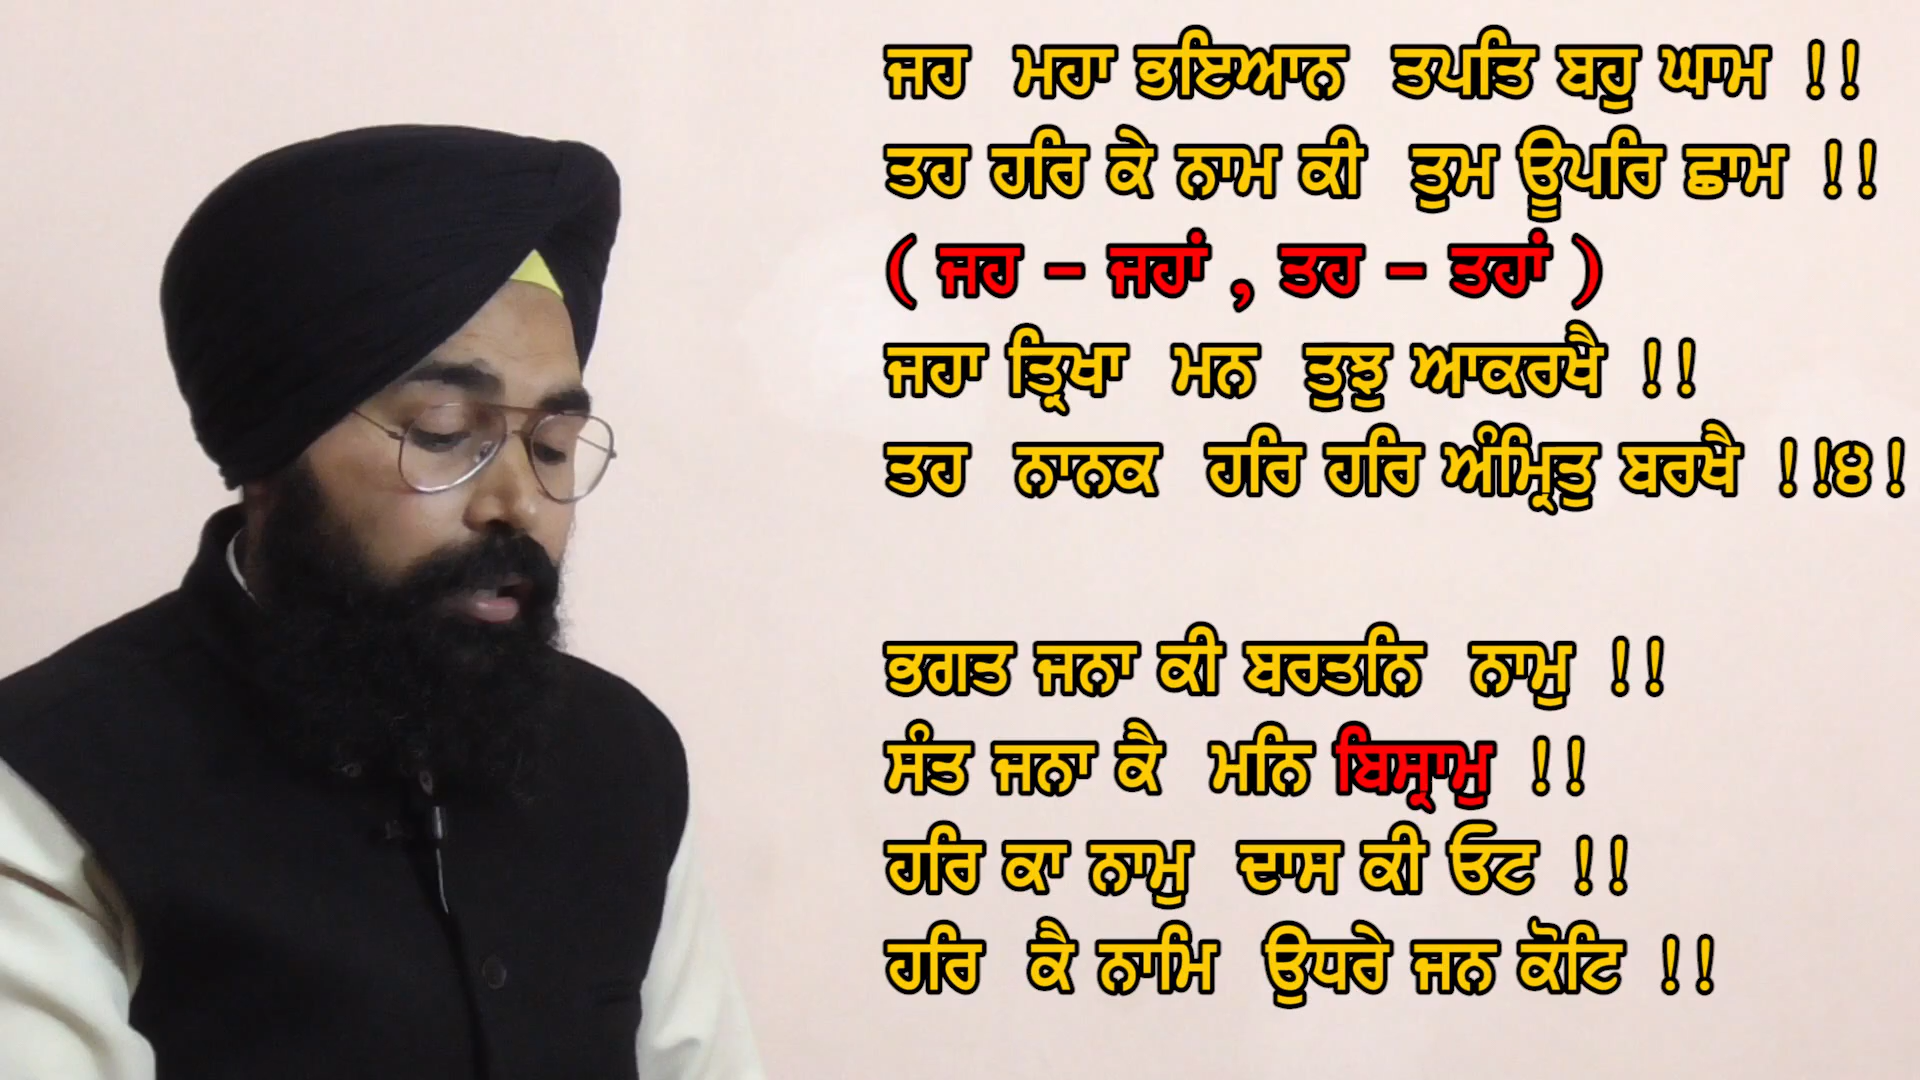 ਜਹ ਮਹਾ ਭਇਆਨ ਤਪਤਿ ਬਹੁ ਘਾਮ !!
ਤਹ ਹਰਿ ਕੇ ਨਾਮ ਕੀ ਤੁਮ ਊਪਰਿ ਛਾਮ !!
( ਜਹ - ਜਹਾਂ , ਤਹ - ਤਹਾਂ )
ਜਹਾ ਤ੍ਰਿਖਾ ਮਨ ਤੁਝੁ ਆਕਰਖੈ !!
ਤਹ ਨਾਨਕ ਹਰਿ ਹਰਿ ਅੰਮ੍ਰਿਤੁ ਬਰਖੈ !!੪!
ਭਗਤ ਜਨਾ ਕੀ ਬਰਤਨਿ ਨਾਮੁ !!
ਸੰਤ ਜਨਾ ਕੈ ਮਨਿ ਬਿਸ੍ਰਾਮੁ !!
ਹਰਿ ਕਾ ਨਾਮੁ ਦਾਸ ਕੀ ਓਟ !!
ਹਰਿ ਕੈ ਨਾਮਿ ਉਧਰੇ ਜਨ ਕੋਟਿ !!